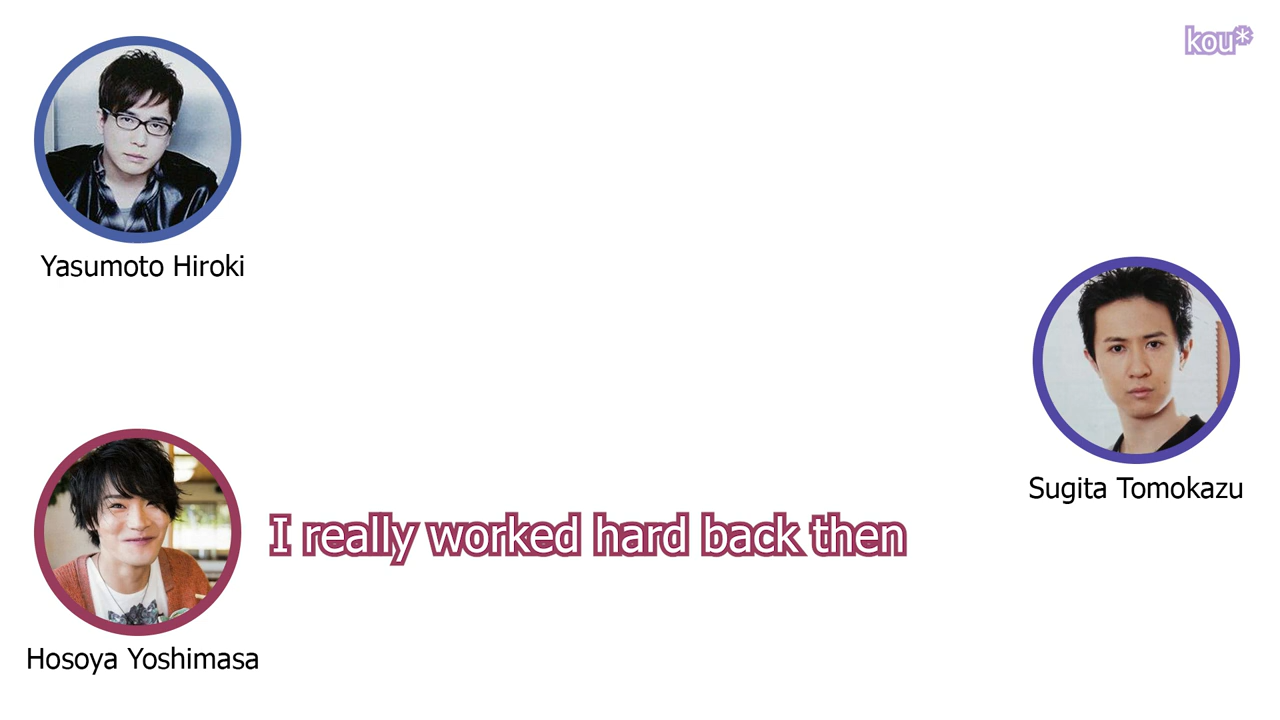 kou*
Yasumoto Hiroki
Sugita Tomokazu
I really worked hard back then
Hosoya Yoshimasa